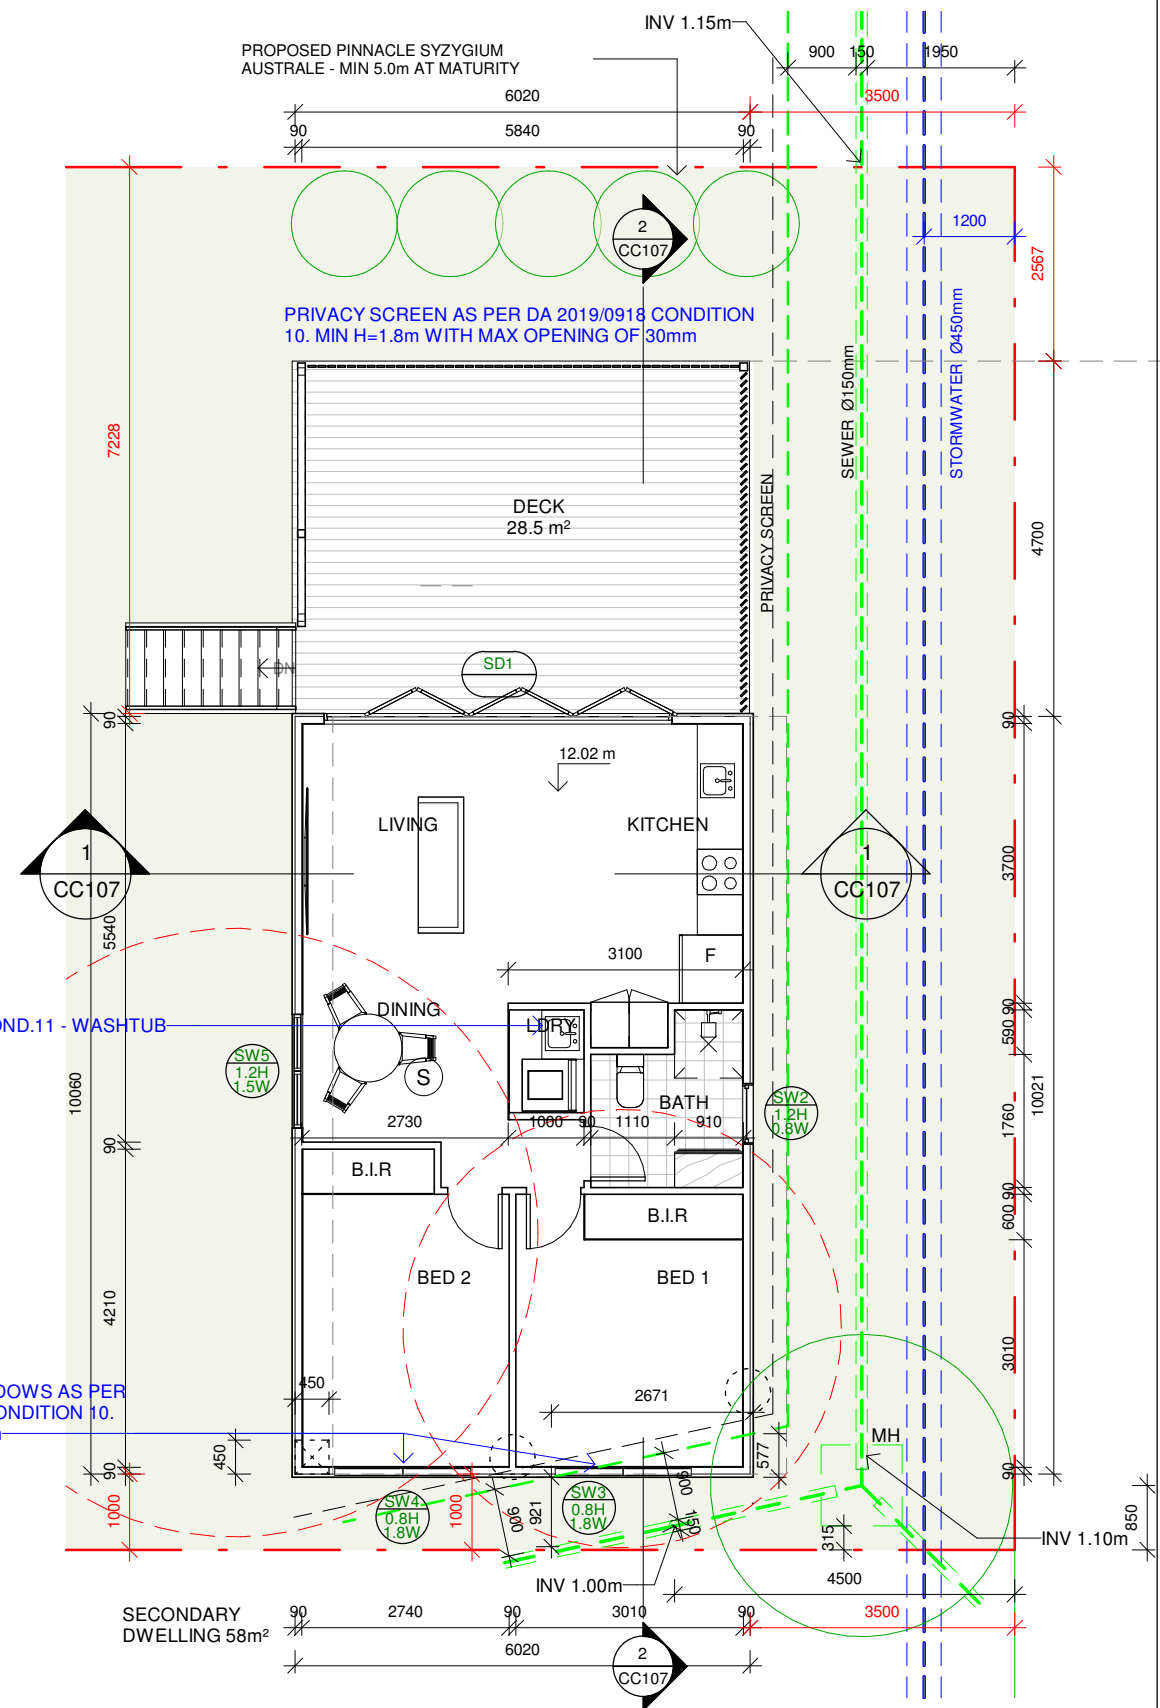 INV 1.15m
PROPOSED PINNACLE SYZYGIUM
AUSTRALE - MIN 5.0m AT MATURITY
900 150 1950
6020
3500
90 5840 90
2
CC107
1200
2567
PRIVACY SCREEN AS PER DA 2019/0918 CONDITION
10. MIN H=1.8m WITH MAX OPENING OF 30mm
SEWER Ø150mm
STORMWATER Ø450mm
7228
DECK
28.5 m²
PRIVACY SCREEN
4700
DN
SD1
90
90
12.02 m
LIVING
KITCHEN
1
CC107
1
CC107
3700
5540
3100
F
DINING
LDRY
OND.11 - WASHTUB
90
590
SW5
1.2H
1.5W
S
BATH
SW2
1.2H
0.8W
10060
10021
1760
2730 1000 90 1110 910
90
B.I.R
90
B.I.R
600
BED 2
BED 1
4210
3010
DOWS AS PER
ONDITION 10.
450
2671
450
577
MH
90
90
1000
1000
SW4
0.8H
1.8W
900
921
SW3
0.8H
1.8W
900
150
315
850
INV 1.10m
INV 1.00m
4500
SECONDARY
DWELLING 58m²
90 2740 90 3010 90
3500
6020
2
CC107